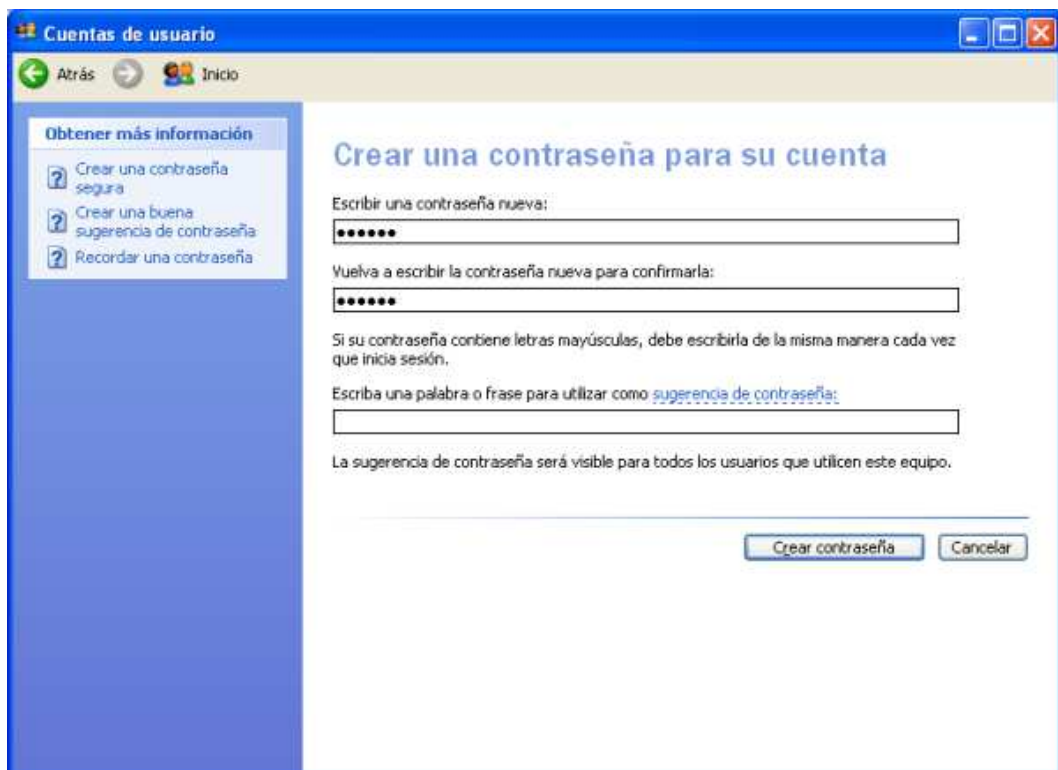 Cuentas de usuario
Atrás
Inicio
Obtener más información
Crear una contraseña
segura
Crear una buena
sugerencia de contraseña
Recordar una contraseña
Crear una contraseña para su cuenta
Escribir una contraseña nueva:
••••••
Vuelva a escribir la contraseña nueva para confirmarla:
••••••
Si su contraseña contiene letras mayúsculas, debe escribirla de la misma manera cada vez
que inicia sesión.
Escriba una palabra o frase para utilizar como sugerencia de contraseña:
La sugerencia de contraseña será visible para todos los usuarios que utilicen este equipo.
Crear contraseña
Cancelar